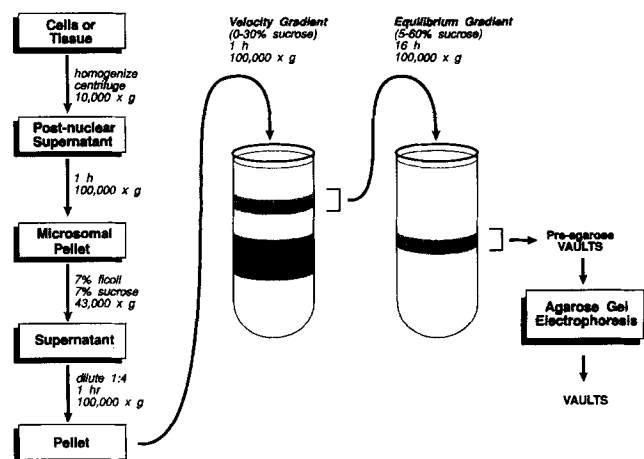 Cells or
Tissue
homogenize
centrifuge
10,000 x g
Post-nuclear
Supernatant
1 h
100,000 x g
Microsomal
Pellet
7% ficoll
7% sucrose
43,000 x g
Supernatant
dilute 1:4
1 hr
100,000 x g
Pellet
Velocity Gradient
(0-30% sucrose)
1 h
100,000 x g
Equilibrium Gradient
(5-60% sucrose)
16 h
100,000 x g
Pre-agarose
VAULTS
Agarose Gel
Electrophoresis
VAULTS